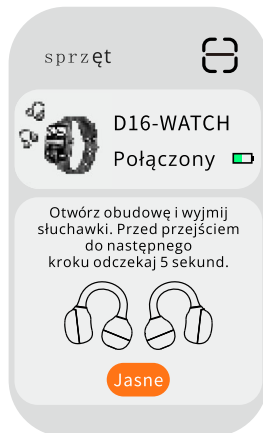 sprzęt
D16-WATCH
Połączony
Otwórz obudowę i wyjmij
słuchawki. Przed przejściem
do następnego
kroku odczekaj 5 sekund.
Jasne